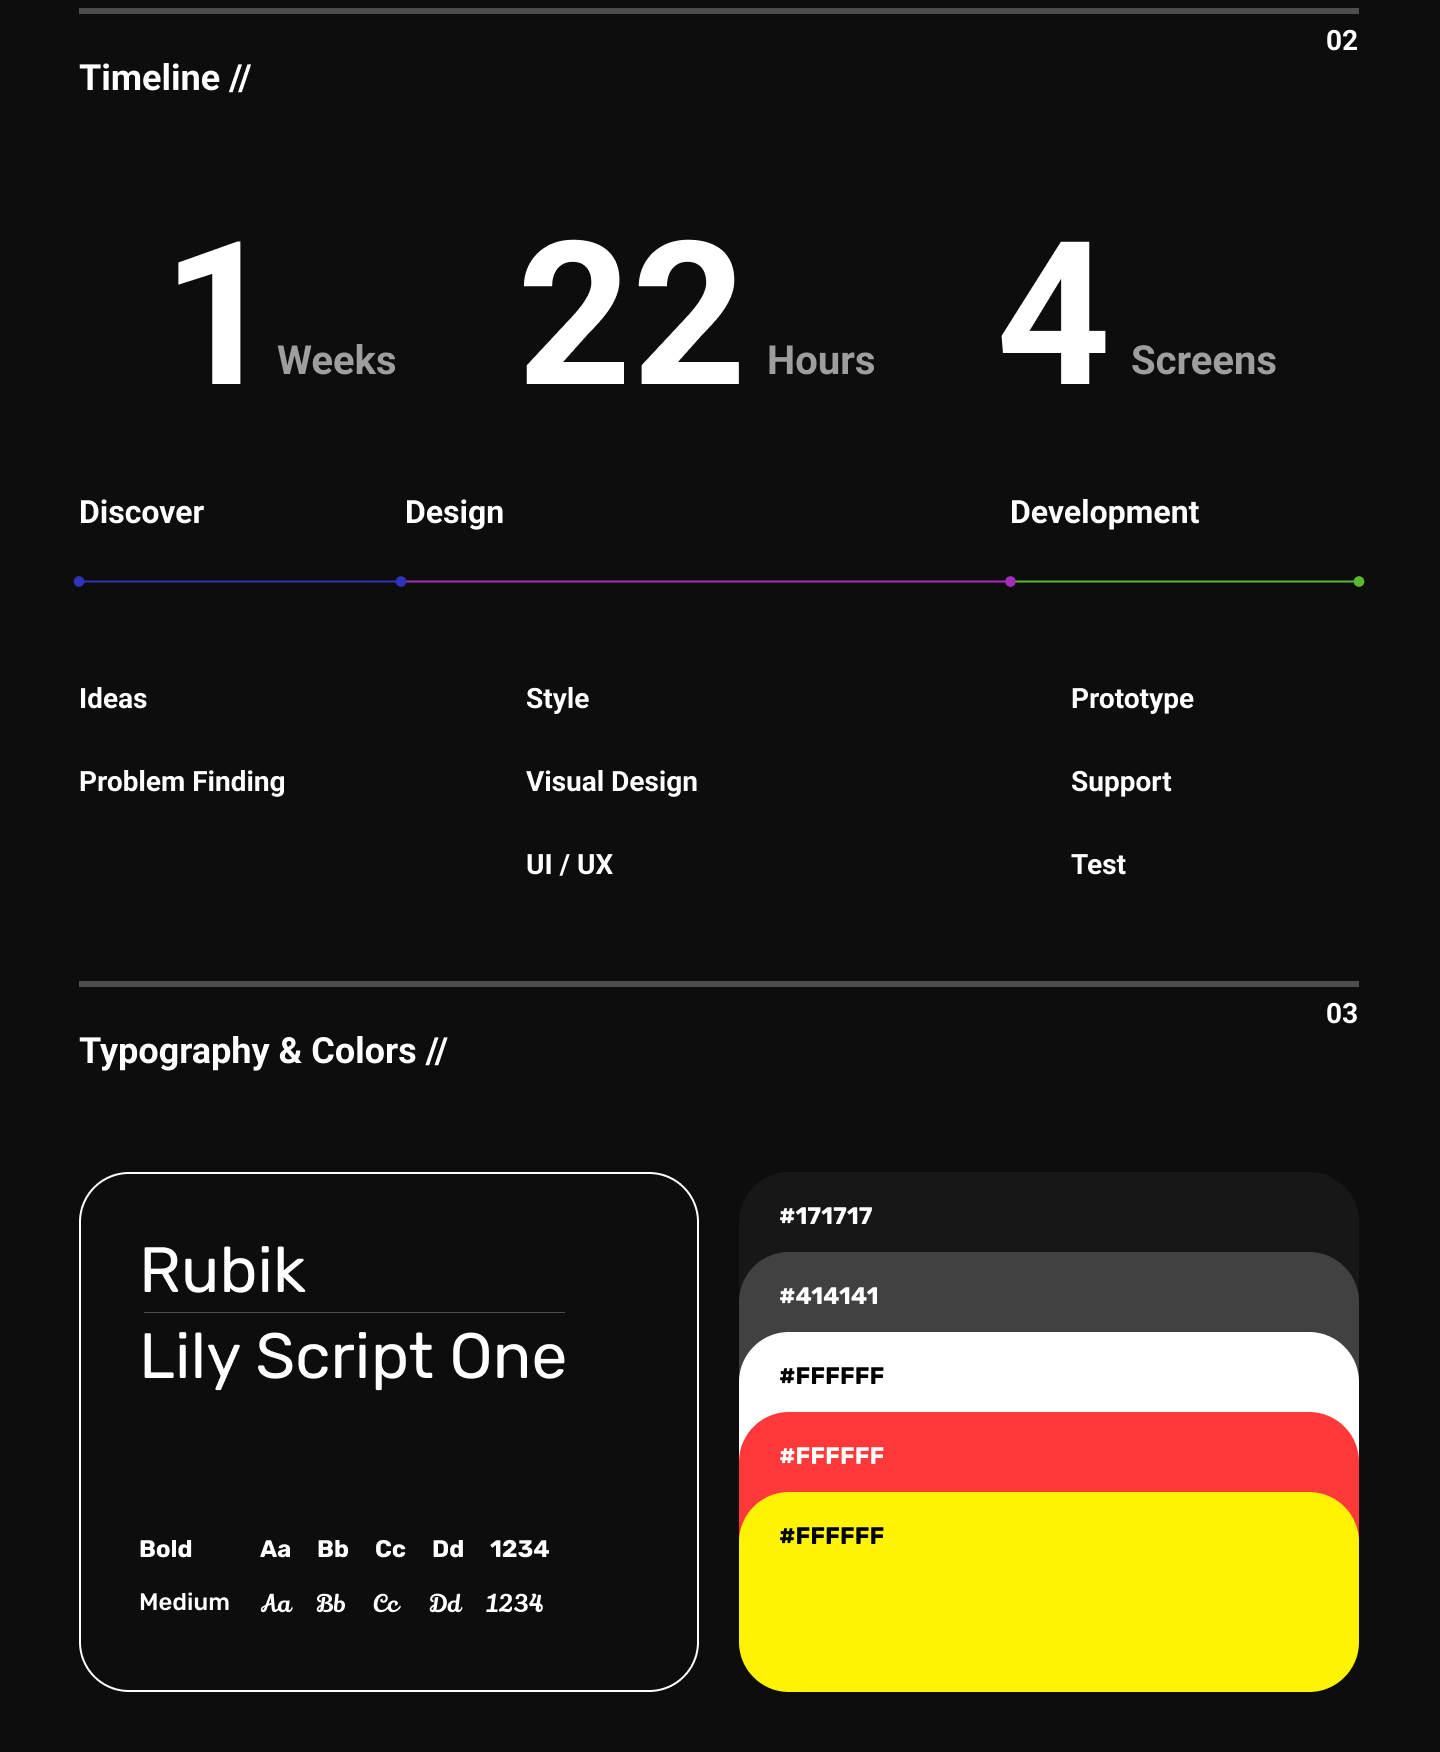 02
Timeline //
1 Weeks 22 Hours 4 Screens
Discover Design Development
Ideas Style Prototype
Problem Finding Visual Design Support
UI / UX Test
03
Typography & Colors //
Rubik
Lily Script One
Bold Aa Bb Cc Dd 1234
Medium Aa Bb Cc Dd 1234
#171717
#414141
#FFFFFF
#FFFFFF
#FFFFFF